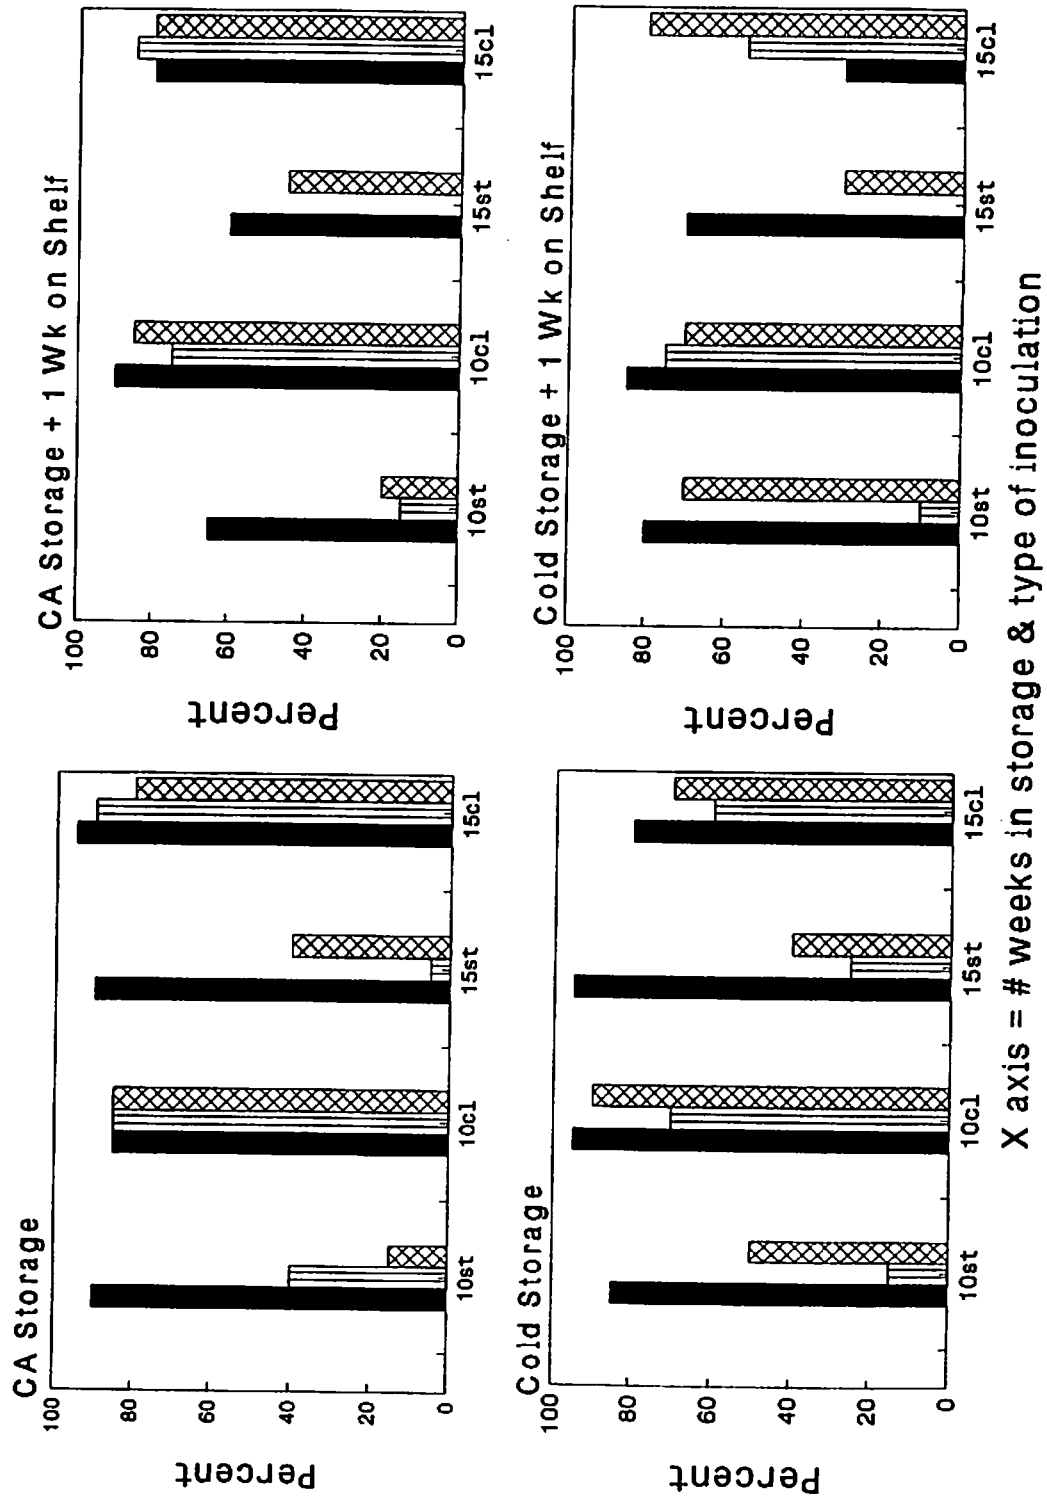 CA Storage
Percent
100
80
60
40
20
0
10st 10cl 15st 15cl
CA Storage + 1 Wk on Shelf
Percent
100
80
60
40
20
0
10st 10cl 15st 15cl
Cold Storage
Percent
100
80
60
40
20
0
10st 10cl 15st 15cl
Cold Storage + 1 Wk on Shelf
Percent
100
80
60
40
20
0
10st 10cl 15st 15cl
X axis = # weeks in storage & type of inoculation